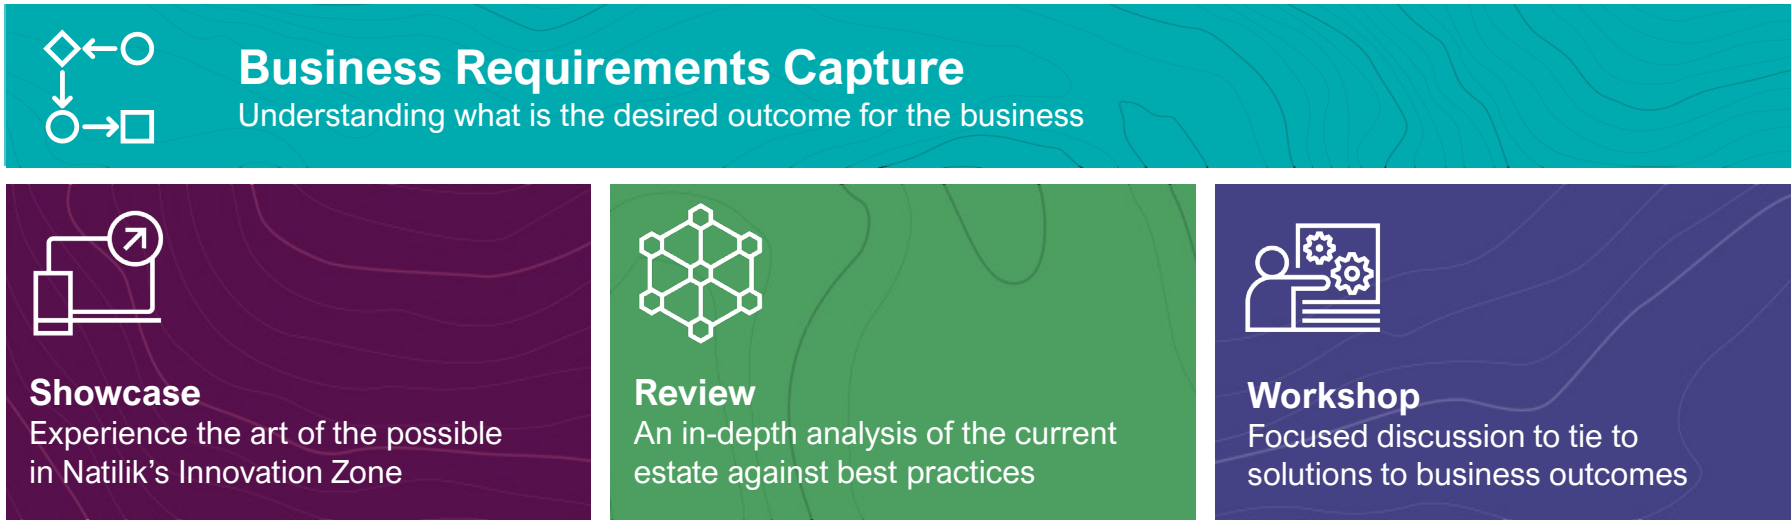 Business Requirements Capture
Understanding what is the desired outcome for the business
Showcase
Experience the art of the possible
in Natilik’s Innovation Zone
Review
An in-depth analysis of the current
estate against best practices
Workshop
Focused discussion to tie to
solutions to business outcomes